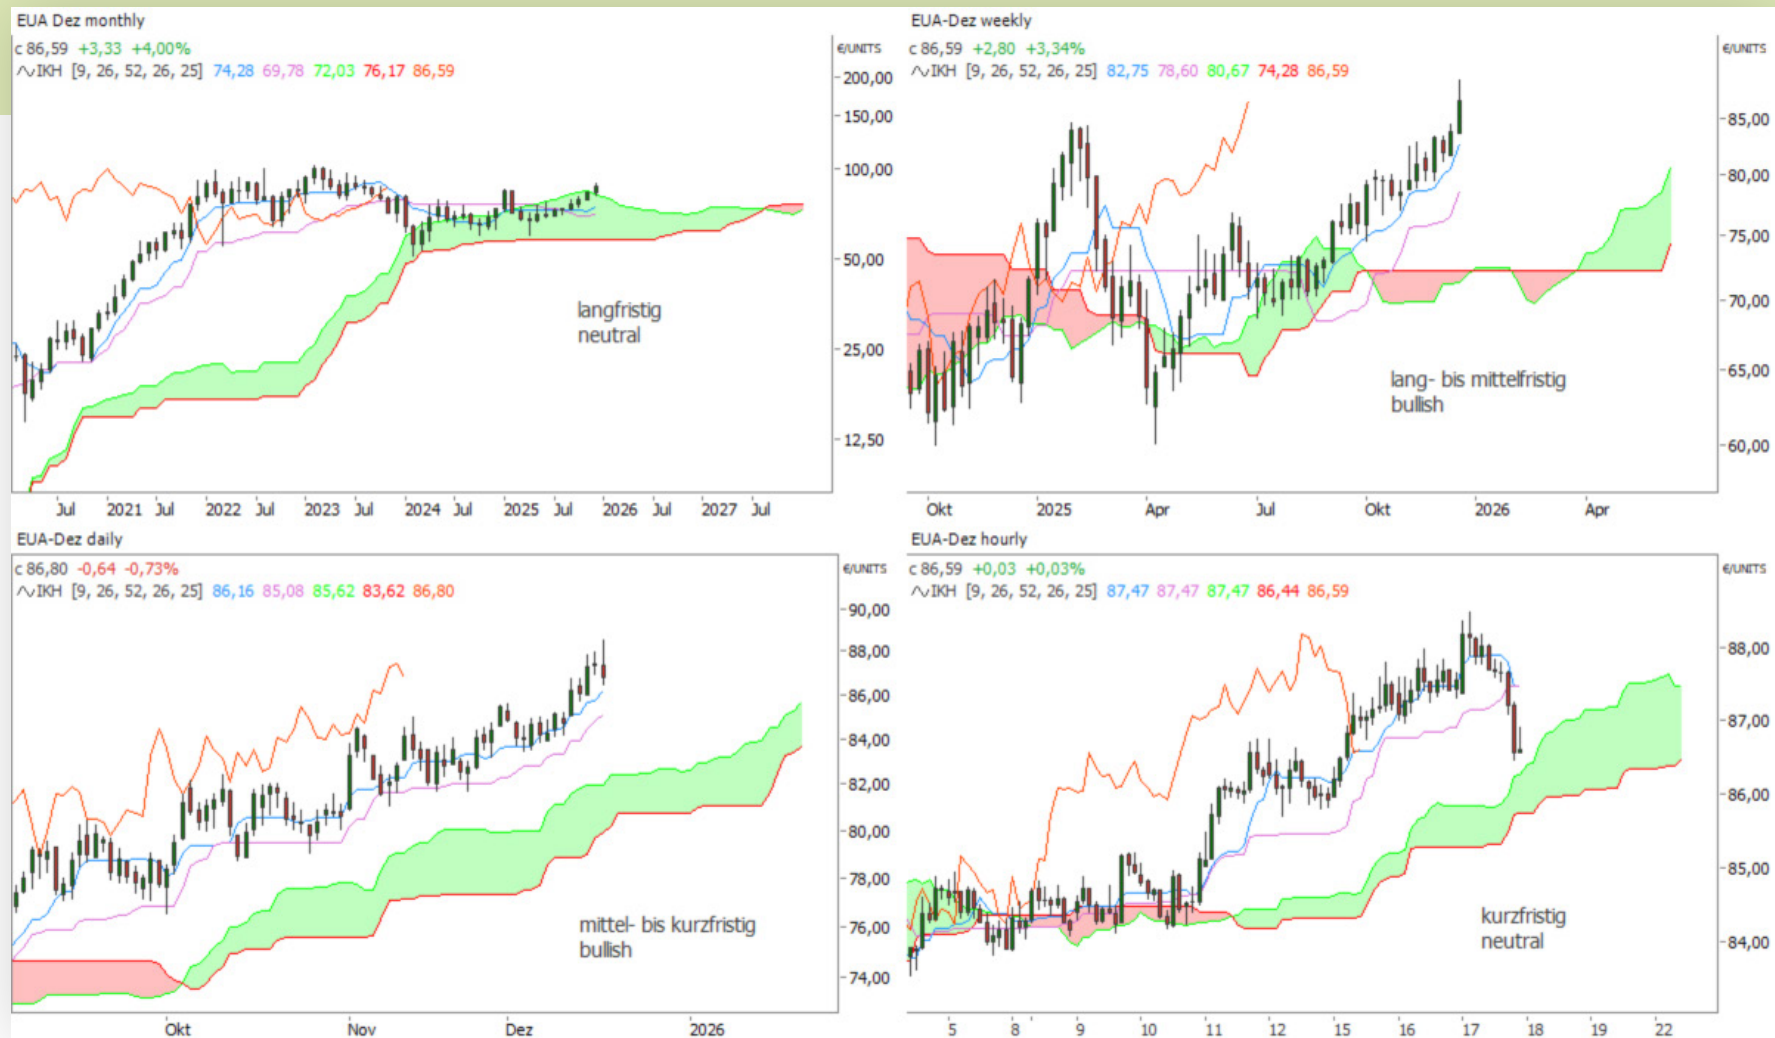 EUA Dez monthly
c 86,59 +3,33 +4,00%
IKH [9, 26, 52, 26, 25] 74,28 69,78 72,03 76,17 86,59
€/UNITS
200,00
150,00
100,00
50,00
25,00
12,50
langfristig
neutral
Jul 2021 Jul 2022 Jul 2023 Jul 2024 Jul 2025 Jul 2026 Jul 2027 Jul
EUA-Dez weekly
c 86,59 +2,80 +3,34%
IKH [9, 26, 52, 26, 25] 82,75 78,60 80,67 74,28 86,59
€/UNITS
85,00
80,00
75,00
70,00
65,00
60,00
lang- bis mittelfristig
bullish
Okt 2025 Apr Jul Okt 2026 Apr
EUA-Dez daily
c 86,80 -0,64 -0,73%
IKH [9, 26, 52, 26, 25] 86,16 85,08 85,62 83,62 86,80
€/UNITS
90,00
88,00
86,00
84,00
82,00
80,00
78,00
76,00
74,00
mittel- bis kurzfristig
bullish
Okt Nov Dez 2026
EUA-Dez hourly
c 86,59 +0,03 +0,03%
IKH [9, 26, 52, 26, 25] 87,47 87,47 87,47 86,44 86,59
€/UNITS
88,00
87,00
86,00
85,00
84,00
kurzfristig
neutral
5 8 9 10 11 12 15 16 17 18 19 22